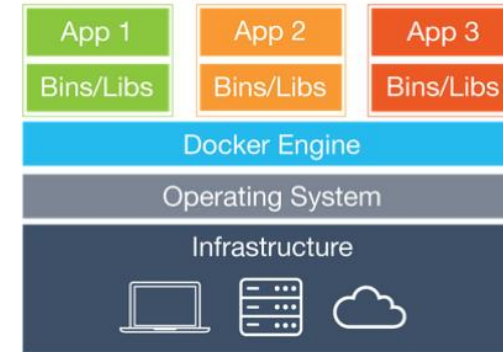 App 1 App 2 App 3
Bins/Libs Bins/Libs Bins/Libs
Docker Engine
Operating System
Infrastructure